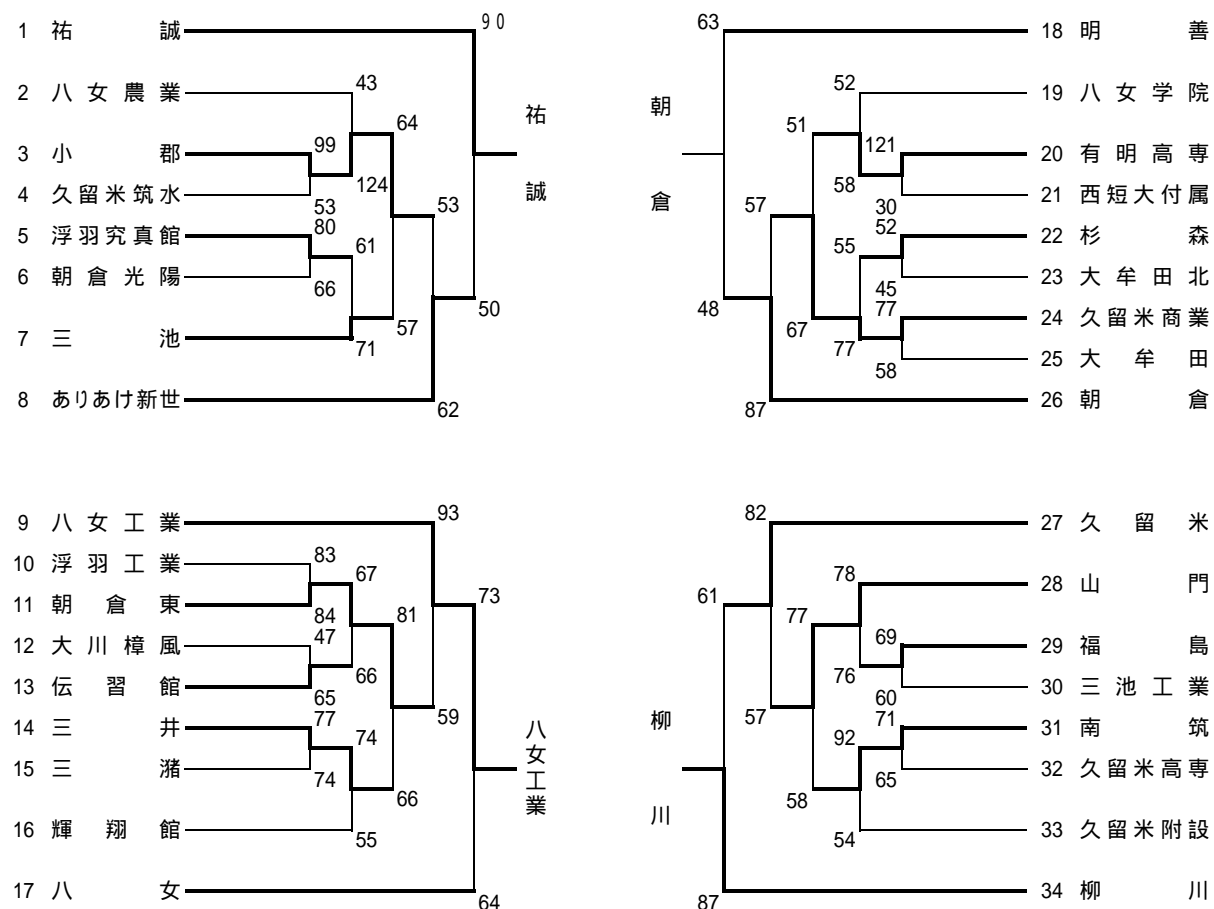 1 祐誠
90
2 八女農業
43
64
3 小郡
99
124
4 久留米筑水
53
53
5 浮羽究真館
80
61
6 朝倉光陽
66
57
50
7 三池
71
8 ありあけ新世
62
祐誠
63
18 明善
52
19 八女学院
51
121
20 有明高専
58
21 西短大付属
30
57
52
22 杉森
55
23 大牟田北
45
48
77
24 久留米商業
67
77
25 大牟田
58
87
26 朝倉
朝倉
9 八女工業
93
10 浮羽工業
83
67
73
11 朝倉東
84
81
12 大川樟風
47
66
13 伝習館
65
14 三井
77
74
59
15 三潴
74
66
16 輝翔館
55
17 八女
64
八女工業
82
27 久留米
78
28 山門
61
77
69
29 福島
76
30 三池工業
60
57
71
31 南筑
92
32 久留米高専
65
58
33 久留米附設
54
34 柳川
87
柳川